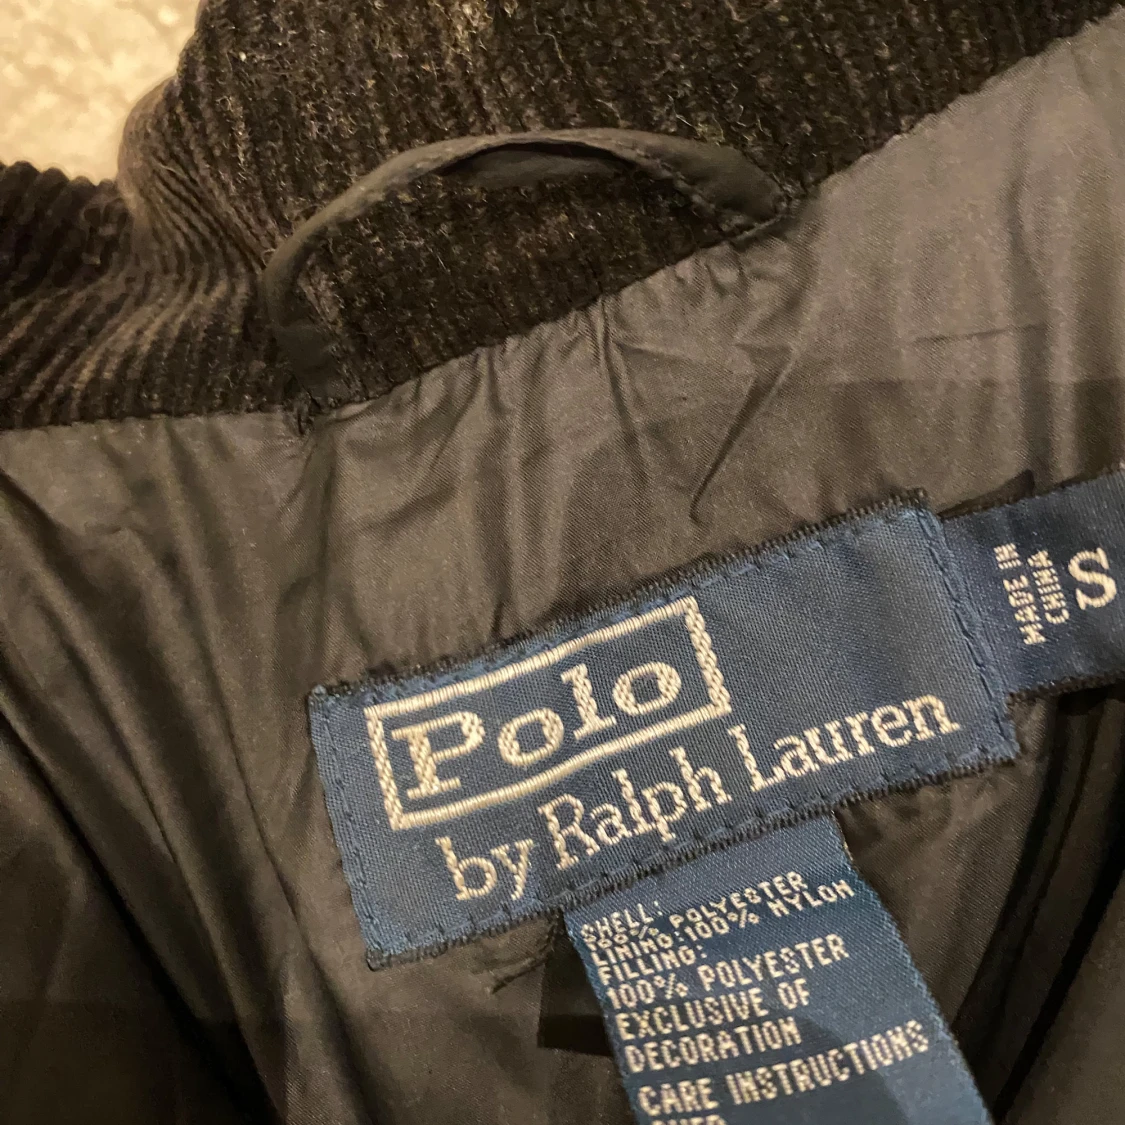 Polo
by Ralph Lauren
MADE IN
CHINA
S
SHELL:
100% POLYESTER
LINING:100% NYLON
FILLING:
100% POLYESTER
EXCLUSIVE OF
DECORATION
CARE INSTRUCTIONS